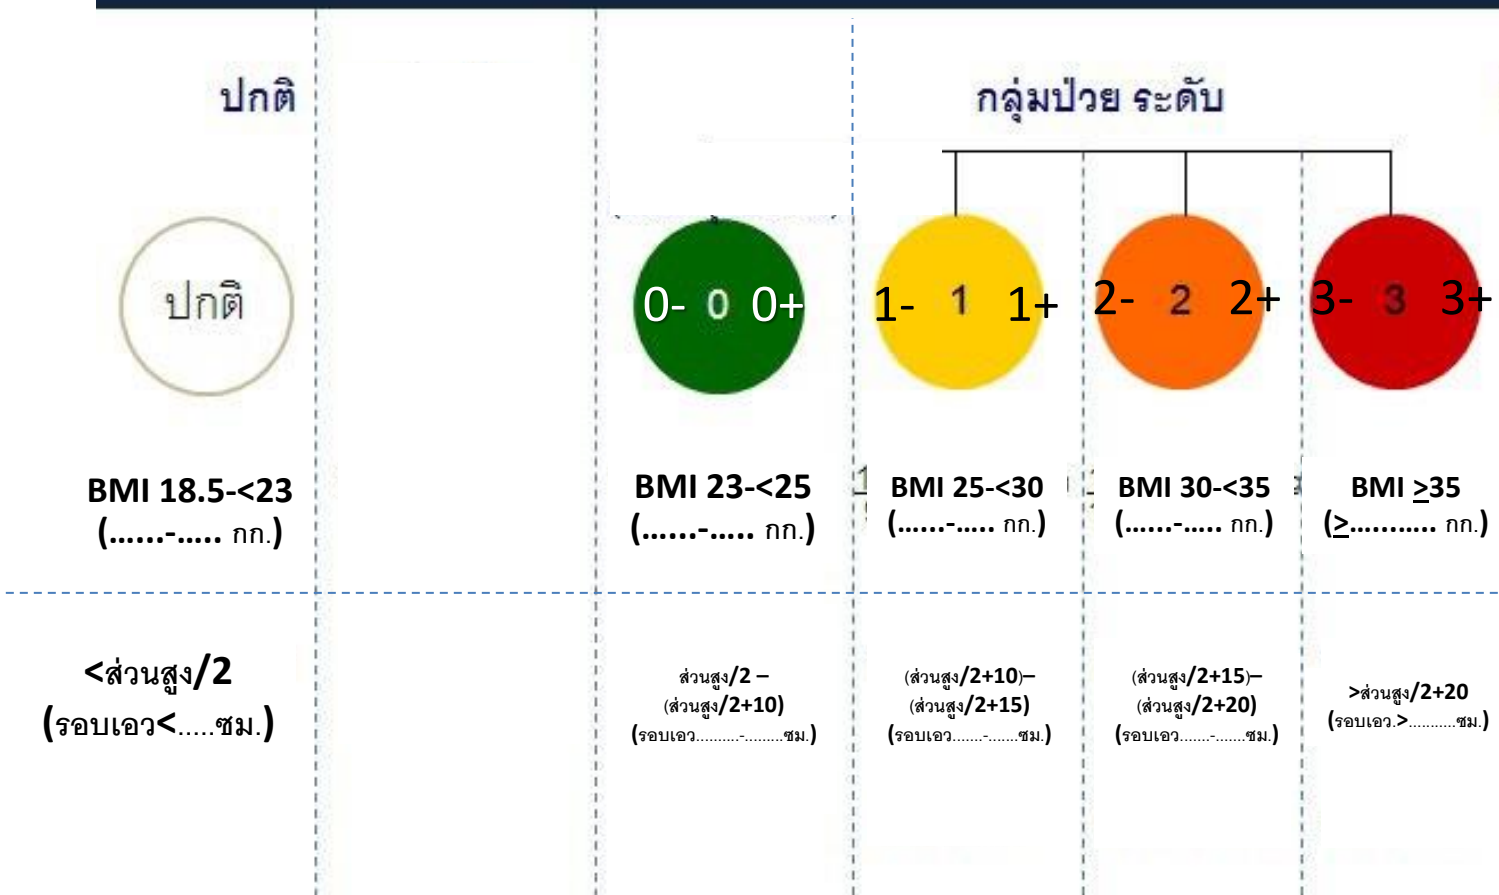 ปกติ
กลุ่มป่วย ระดับ
ปกติ
0- 0 0+
1- 1 1+
2- 2 2+
3- 3 3+
BMI 18.5-<23
(......-..... กก.)
BMI 23-<25
(......-..... กก.)
BMI 25-<30
(......-..... กก.)
BMI 30-<35
(......-..... กก.)
BMI ≥35
(≥........... กก.)
<ส่วนสูง/2
(รอบเอว<.....ซม.)
ส่วนสูง/2 –
(ส่วนสูง/2+10)
(รอบเอว..........-.........ซม.)
(ส่วนสูง/2+10)–
(ส่วนสูง/2+15)
(รอบเอว.......-.......ซม.)
(ส่วนสูง/2+15)–
(ส่วนสูง/2+20)
(รอบเอว.......-.......ซม.)
>ส่วนสูง/2+20
(รอบเอว.>...........ซม.)